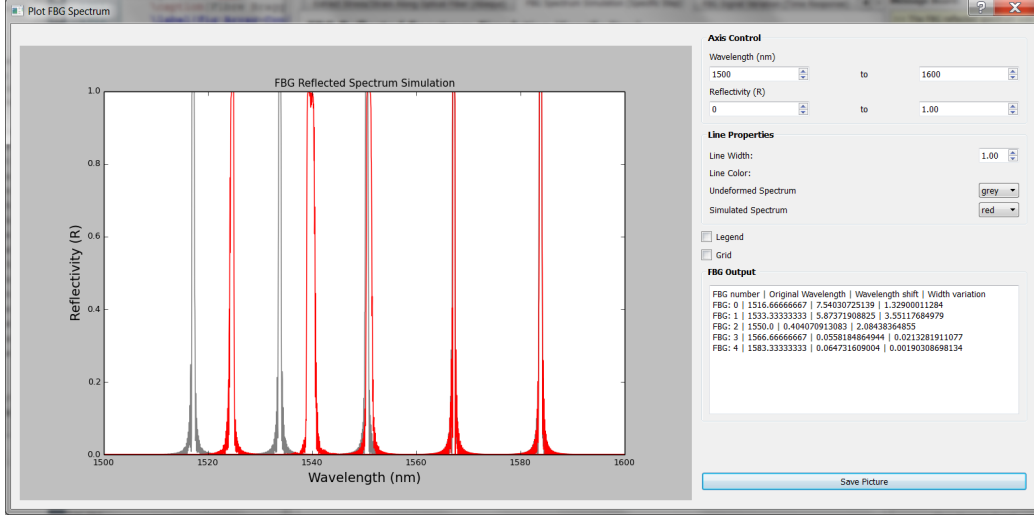 Plot FBG Spectrum
FBG Reflected Spectrum Simulation
Reflectivity (R)
1.0
0.8
0.6
0.4
0.2
0.0
1500 1520 1540 1560 1580 1600
Wavelength (nm)
Axis Control
Wavelength (nm)
1500 to 1600
Reflectivity (R)
0 to 1.00
Line Properties
Line Width: 1.00
Line Color:
Undeformed Spectrum grey
Simulated Spectrum red
Legend
Grid
FBG Output
FBG number | Original Wavelength | Wavelength shift | Width variation
FBG: 0 | 1516.66666667 | 7.54030725139 | 1.32900011284
FBG: 1 | 1533.33333333 | 5.87371908825 | 3.55117684979
FBG: 2 | 1550.0 | 0.404070913083 | 2.08438364855
FBG: 3 | 1566.66666667 | 0.0558184864944 | 0.0213281911077
FBG: 4 | 1583.33333333 | 0.064731609004 | 0.00190308698134
Save Picture